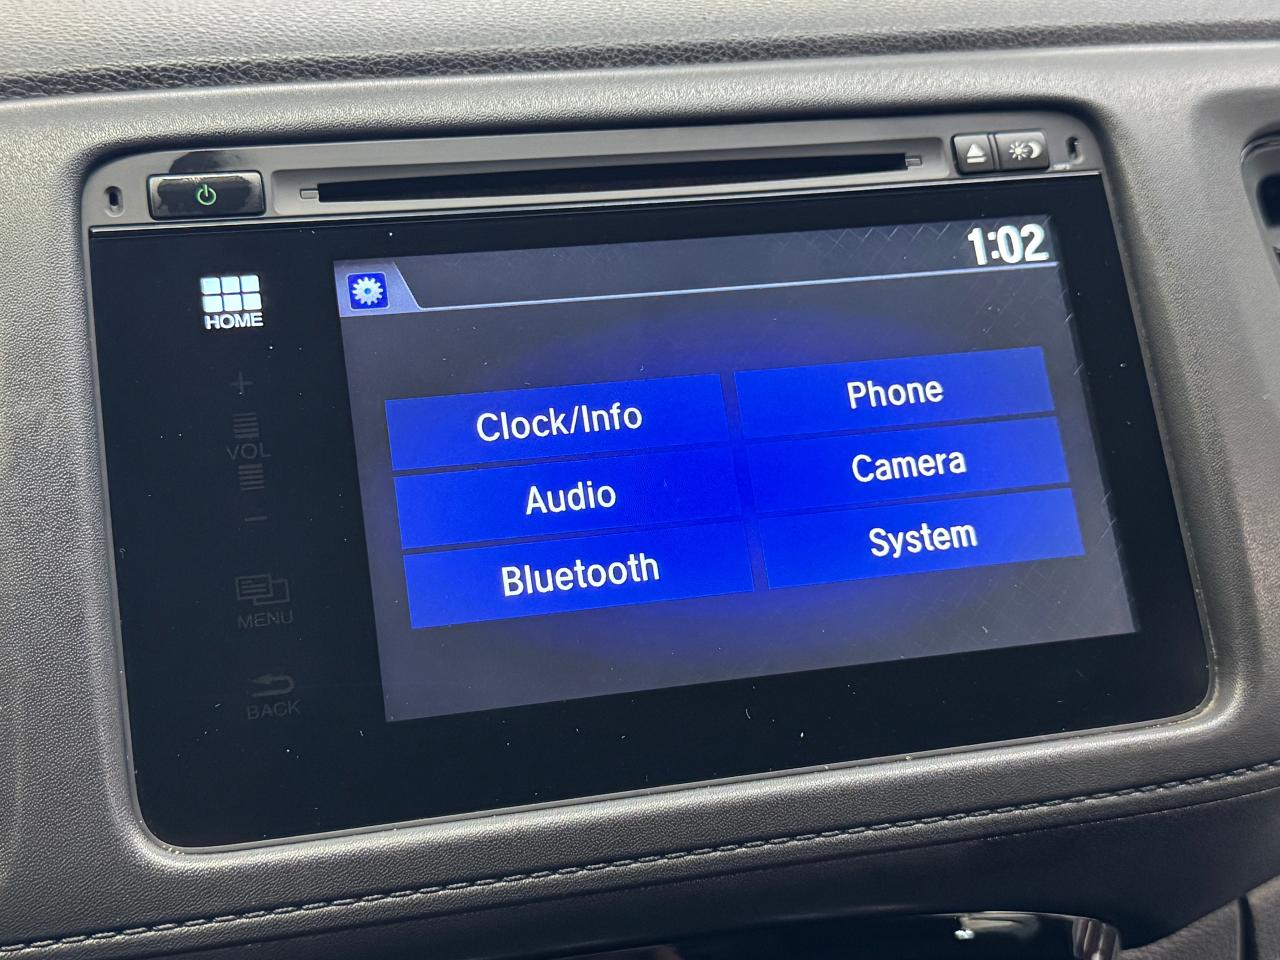 1:02
HOME
+
VOL
−
MENU
BACK
Clock/Info
Phone
Audio
Camera
Bluetooth
System